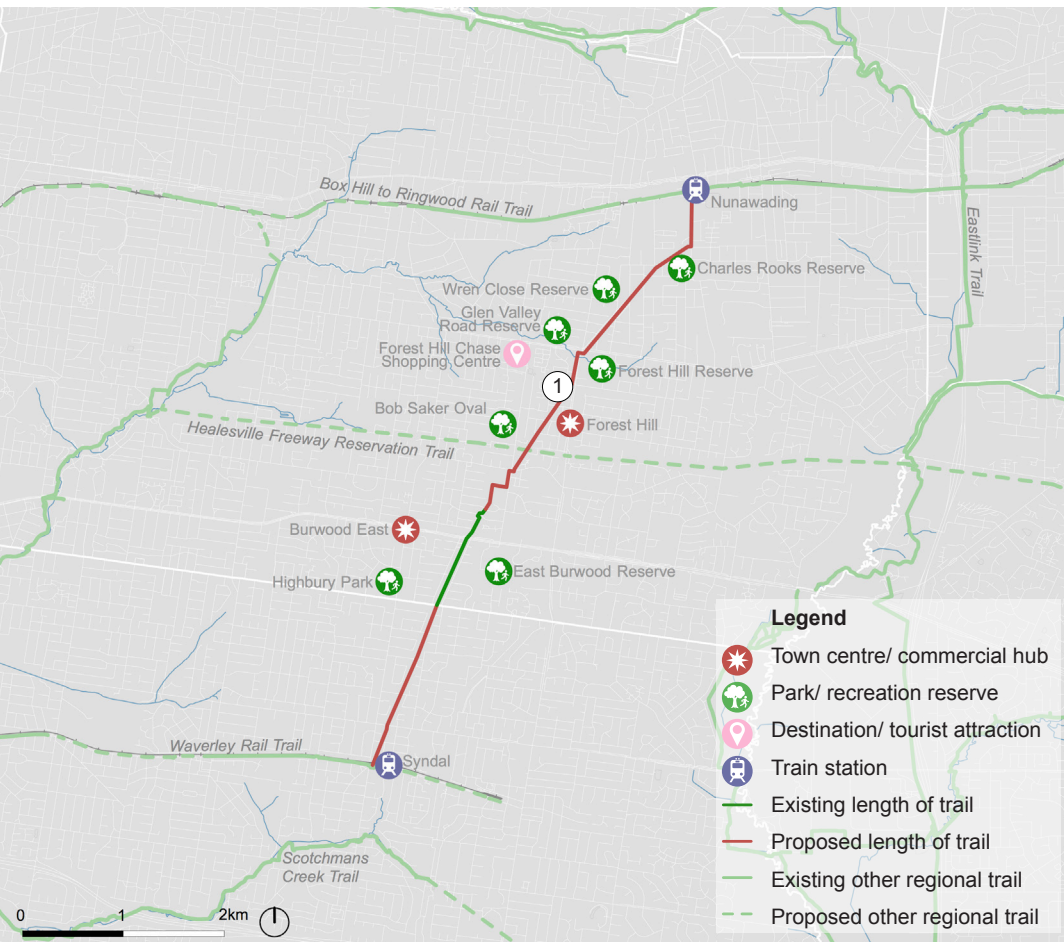 Box Hill to Ringwood Rail Trail
Nunawading
Eastlink Trail
Charles Rooks Reserve
Wren Close Reserve
Glen Valley
Road Reserve
Forest Hill Chase
Shopping Centre
Forest Hill Reserve
1
Bob Saker Oval
Forest Hill
Healesville Freeway Reservation Trail
Burwood East
Highbury Park
East Burwood Reserve
Waverley Rail Trail
Syndal
Scotchmans
Creek Trail
0 1 2km
Legend
Town centre/ commercial hub
Park/ recreation reserve
Destination/ tourist attraction
Train station
Existing length of trail
Proposed length of trail
Existing other regional trail
Proposed other regional trail